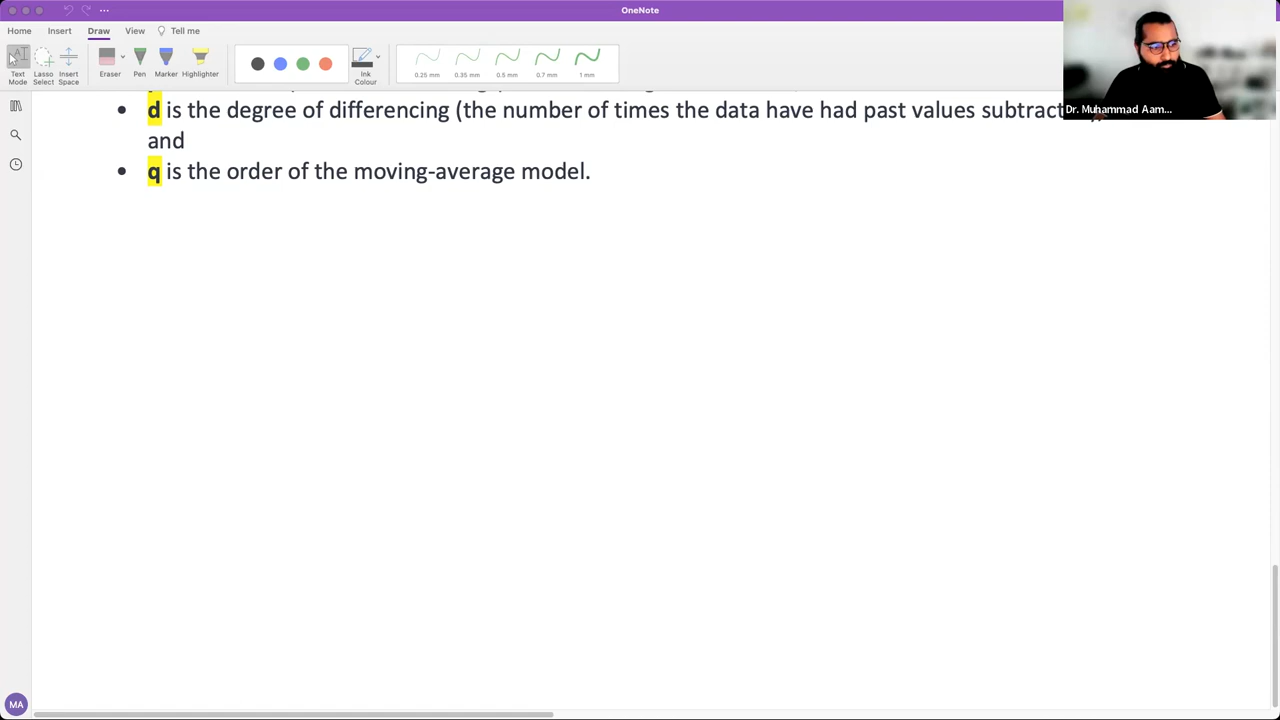 OneNote
Home Insert Draw View Tell me
Text Mode
Lasso Select
Insert Space
Eraser
Pen
Marker
Highlighter
Ink Colour
0.25 mm 0.35 mm 0.5 mm 0.7 mm 1 mm
Dr. Muhammad Aam...
• d is the degree of differencing (the number of times the data have had past values subtract
and
• q is the order of the moving-average model.
MA